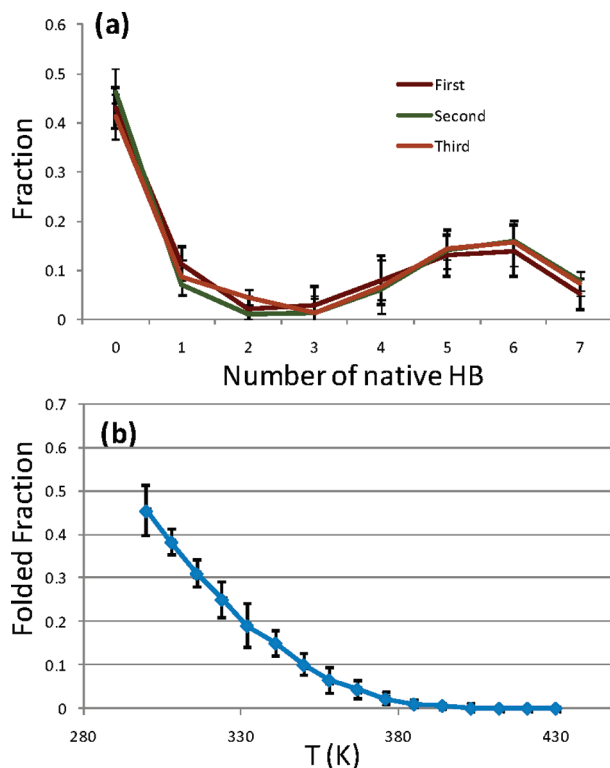 (a)
0.6
0.5
0.4
0.3
0.2
0.1
0
Fraction
First
Second
Third
0 1 2 3 4 5 6 7
Number of native HB
(b)
0.6
0.5
0.4
0.3
0.2
0.1
0
Folded Fraction
280 330 380 430
T (K)